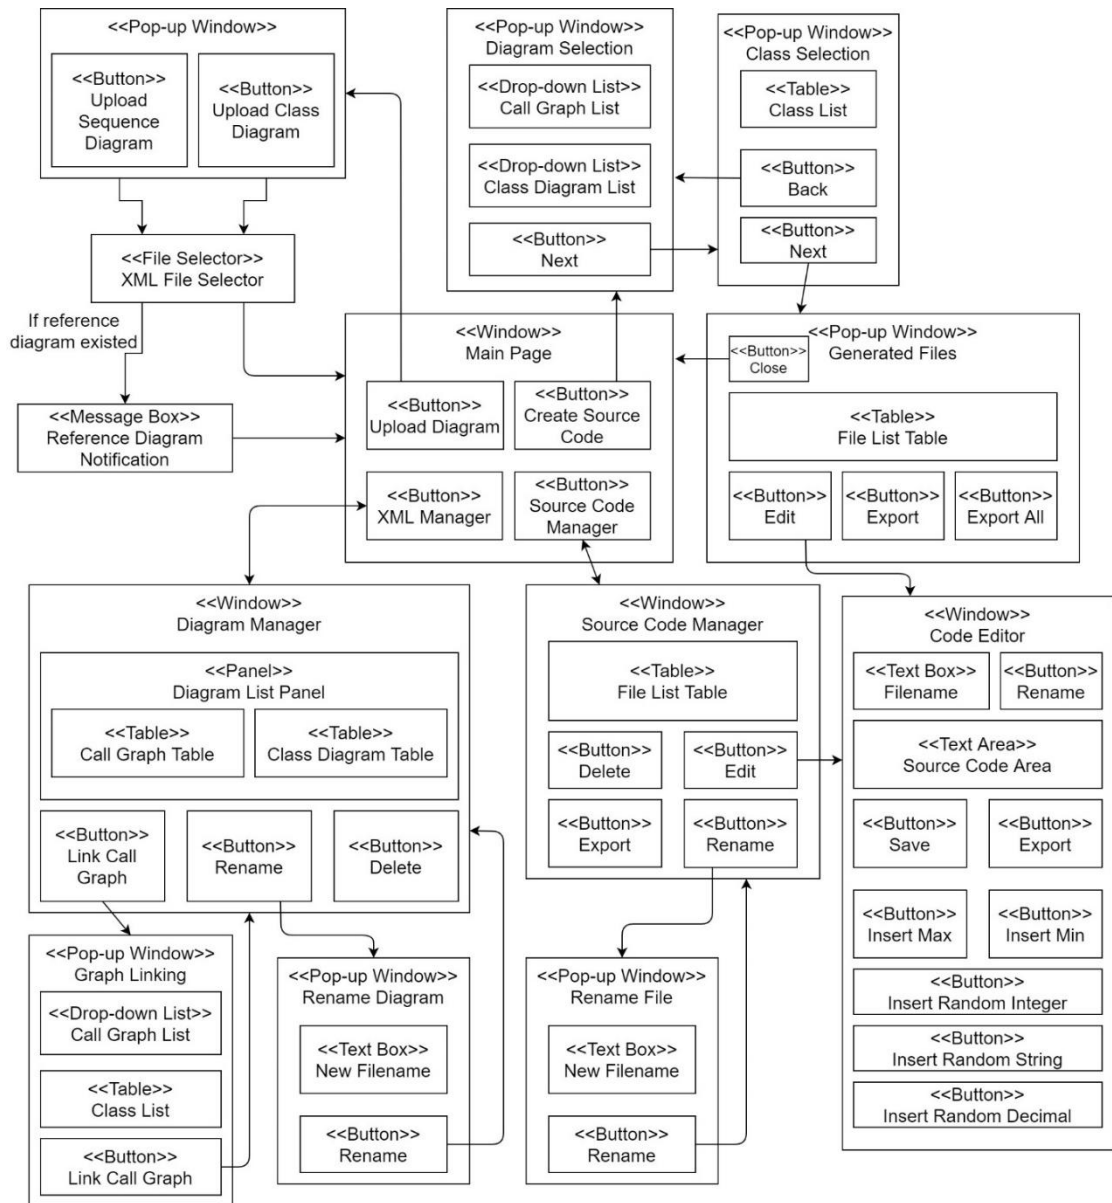 <<Pop-up Window>>
<<Button>>
Upload
Sequence
Diagram
<<Button>>
Upload Class
Diagram
<<File Selector>>
XML File Selector
If reference
diagram existed
<<Message Box>>
Reference Diagram
Notification
<<Pop-up Window>>
Diagram Selection
<<Drop-down List>>
Call Graph List
<<Drop-down List>>
Class Diagram List
<<Button>>
Next
<<Pop-up Window>>
Class Selection
<<Table>>
Class List
<<Button>>
Back
<<Button>>
Next
<<Window>>
Main Page
<<Button>>
Upload Diagram
<<Button>>
Create Source
Code
<<Button>>
XML Manager
<<Button>>
Source Code
Manager
<<Pop-up Window>>
Generated Files
<<Button>>
Close
<<Table>>
File List Table
<<Button>>
Edit
<<Button>>
Export
<<Button>>
Export All
<<Window>>
Diagram Manager
<<Panel>>
Diagram List Panel
<<Table>>
Call Graph Table
<<Table>>
Class Diagram Table
<<Button>>
Link Call
Graph
<<Button>>
Rename
<<Button>>
Delete
<<Window>>
Source Code Manager
<<Table>>
File List Table
<<Button>>
Delete
<<Button>>
Edit
<<Button>>
Export
<<Button>>
Rename
<<Window>>
Code Editor
<<Text Box>>
Filename
<<Button>>
Rename
<<Text Area>>
Source Code Area
<<Button>>
Save
<<Button>>
Export
<<Button>>
Insert Max
<<Button>>
Insert Min
<<Button>>
Insert Random Integer
<<Button>>
Insert Random String
<<Button>>
Insert Random Decimal
<<Pop-up Window>>
Graph Linking
<<Drop-down List>>
Call Graph List
<<Table>>
Class List
<<Button>>
Link Call Graph
<<Pop-up Window>>
Rename Diagram
<<Text Box>>
New Filename
<<Button>>
Rename
<<Pop-up Window>>
Rename File
<<Text Box>>
New Filename
<<Button>>
Rename